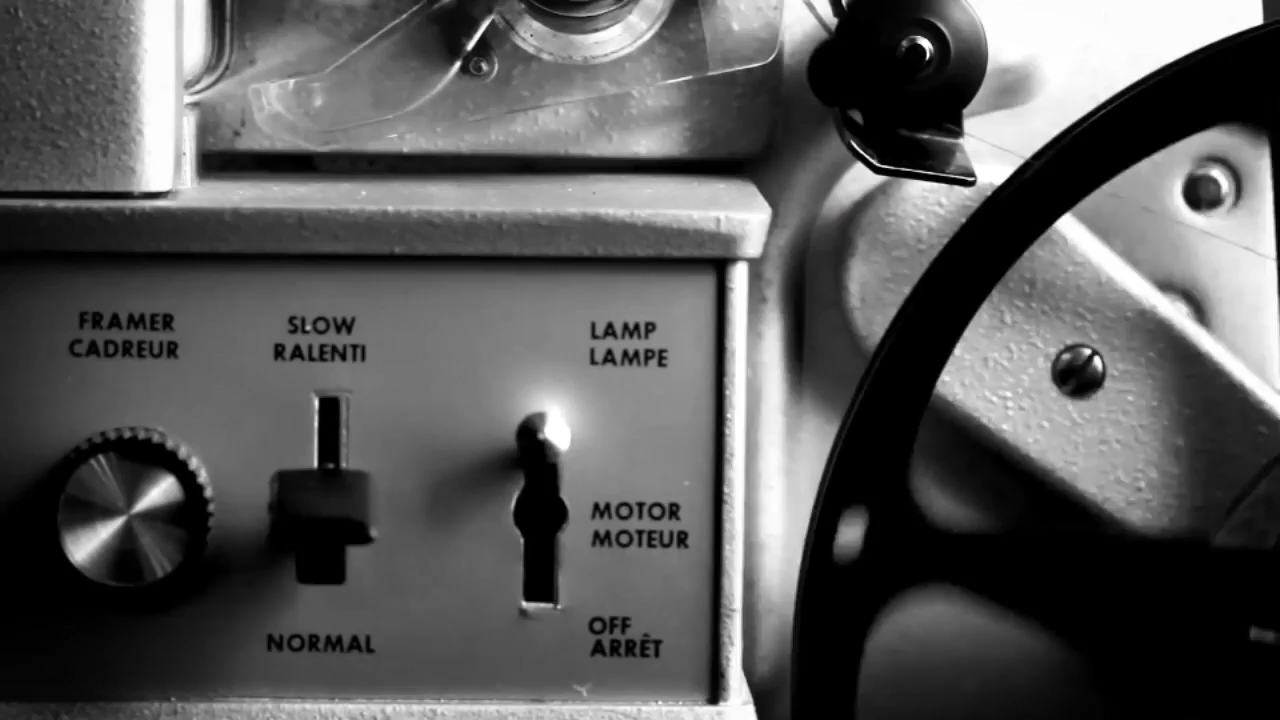 FRAMER
CADREUR
SLOW
RALENTI
NORMAL
LAMP
LAMPE
MOTOR
MOTEUR
OFF
ARRÊT